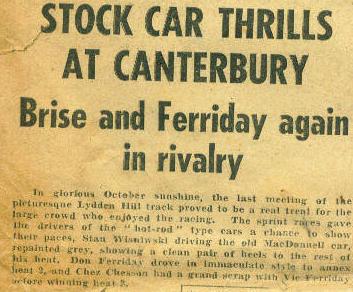 STOCK CAR THRILLS
AT CANTERBURY
Brise and Ferriday again
in rivalry
In glorious October sunshine, the last meeting of the
picturesque Lydden Hill track proved to be a real treat for the
large crowd who enjoyed the racing. The sprint races gave
the drivers of the "hot-rod" type cars a chance to show
their paces, Stan Wisniwski driving the old MacDonnell car,
repainted grey, showing a clean pair of heels to the rest of
his heat. Don Ferriday drove in immaculate style to annex
heat 2, and Chez Chesson had a grand scrap with Vic Ferriday
before winning heat 3.